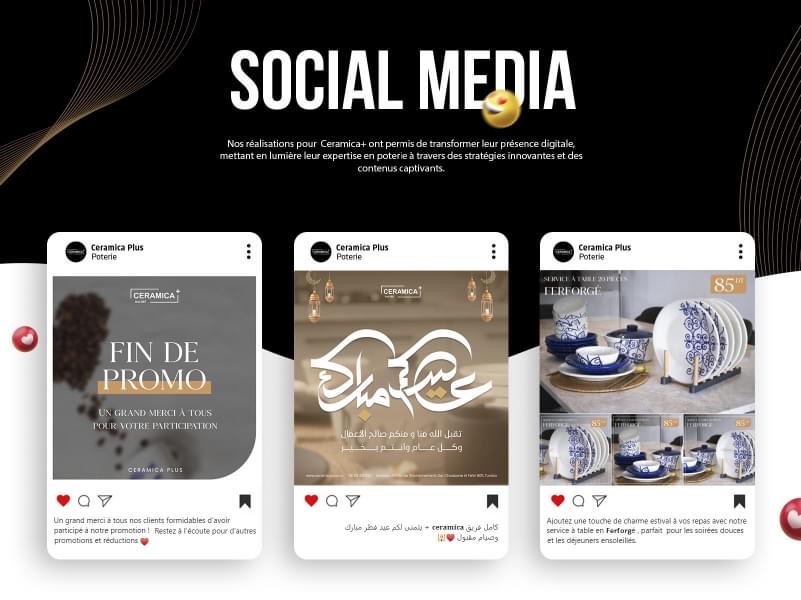 SOCIAL MEDIA
Nos réalisations pour Ceramica+ ont permis de transformer leur présence digitale,
mettant en lumière leur expertise en poterie à travers des stratégies innovantes et des
contenus captivants.
Ceramica Plus
Poterie
CERAMICA+
FIN DE
PROMO
UN GRAND MERCI À TOUS
POUR VOTRE PARTICIPATION
CERAMICA PLUS
Un grand merci à tous nos clients formidables d'avoir
participé à notre promotion ! Restez à l'écoute pour d'autres
promotions et réductions
Ceramica Plus
Poterie
CERAMICA+
عيدكم مبارك
تقبل الله منا و منكم صالح الأعمال
وكل عام وأنتم بخير
كامل فريق ceramica + يتمنى لكم عيد فطر مبارك
وصيام مقبول
Ceramica Plus
Poterie
SERVICE À TABLE 20 PIÈCES
FERFORGÉ
85 DT
FERFORGÉ
85
FERFORGÉ
85
FERFORGÉ
85
Ajoutez une touche de charme estival à vos repas avec notre
service à table en Ferforgé , parfait pour les soirées douces
et les déjeuners ensoleillés.